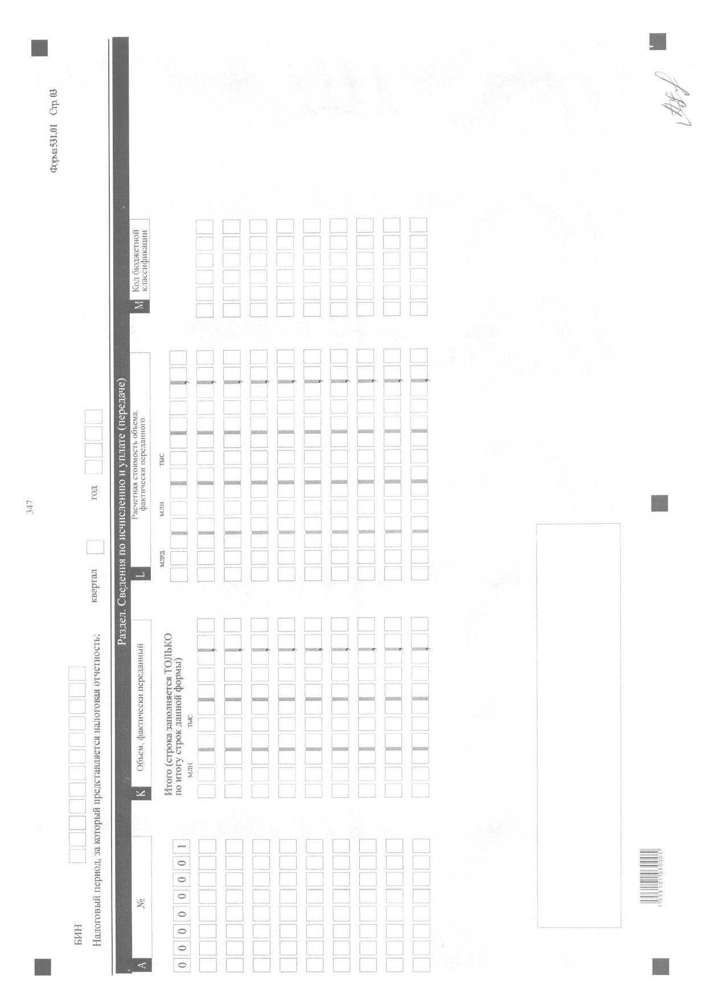 347
Форма 531.01 Стр. 03
БИН
Налоговый период, за который представляется налоговая отчетность: квартал год
Раздел. Сведения по исчислению и уплате (передаче)
A №
K Объем, фактически переданный
L Расчетная стоимость объема,
фактически переданного
M Код бюджетной
классификации
млрд. млн. тыс.
00000001
Итого (строка заполняется ТОЛЬКО
по итогу строк данной формы)
млн. тыс.
, ,
, ,
, ,
, ,
, ,
, ,
, ,
, ,
, ,
1553101030005